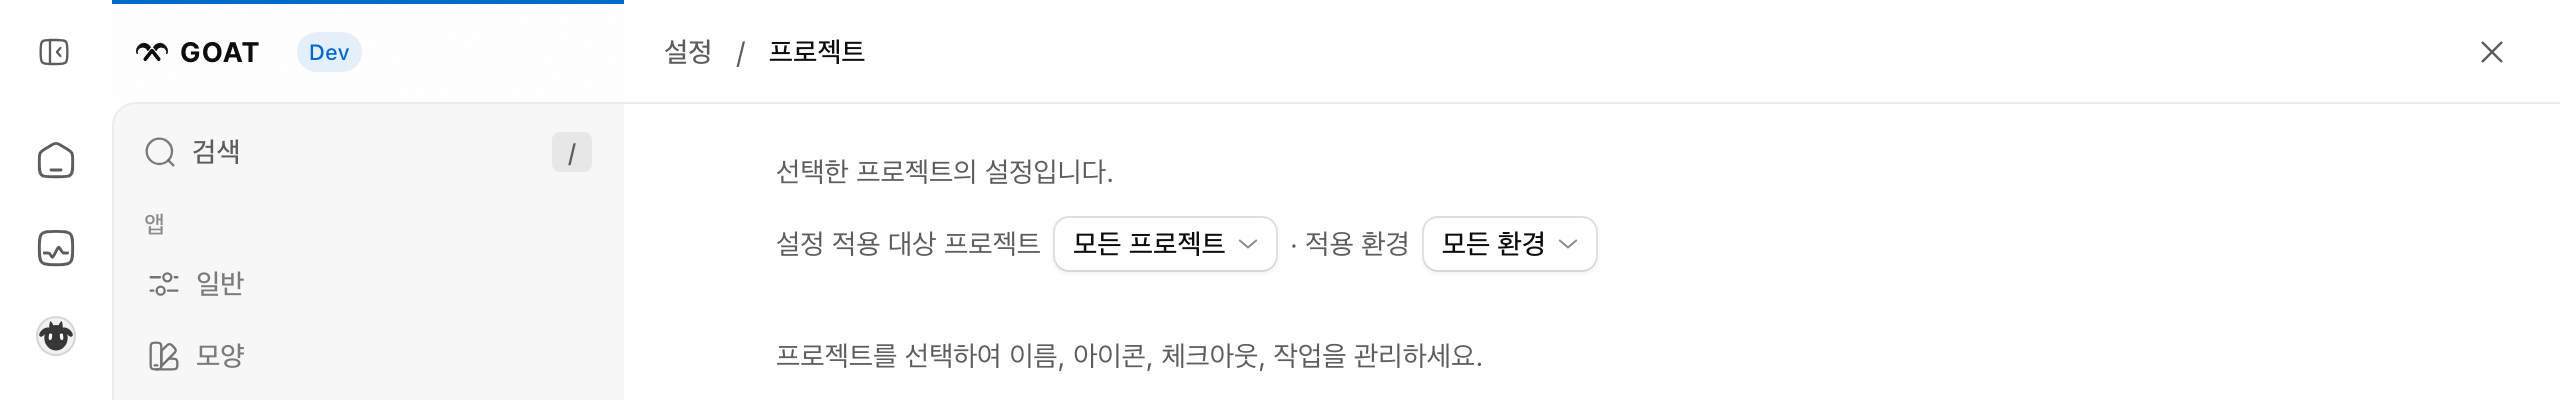 GOAT Dev
설정 / 프로젝트
검색 /
앱
일반
모양
선택한 프로젝트의 설정입니다.
설정 적용 대상 프로젝트 모든 프로젝트 · 적용 환경 모든 환경
프로젝트를 선택하여 이름, 아이콘, 체크아웃, 작업을 관리하세요.